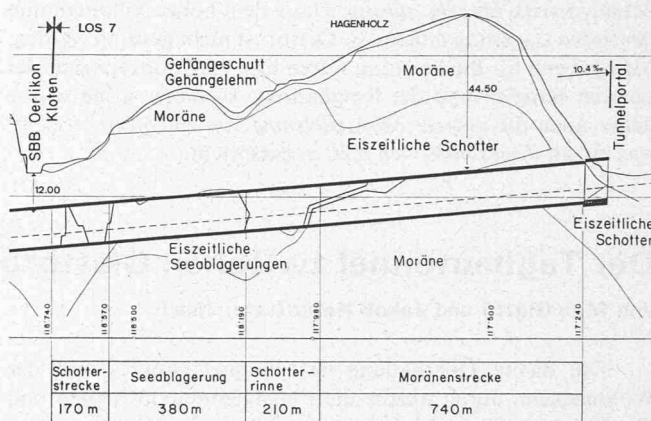 LOS 7
SBB Oerlikon
Kloten
HAGENHOLZ
Gehängeschutt
Gehängelehm
Moräne
Moräne
10.4‰
Tunnelportal
44.50
Eiszeitliche Schotter
12.00
Eiszeitliche
Schotter
Eiszeitliche
Seeablagerungen
Moräne
118'740
118'570
118'500
118'190
117'980
117'500
117'240
Schotter-
strecke
Seeablagerung
Schotter
rinne
Moränenstrecke
170 m
380 m
210 m
740 m